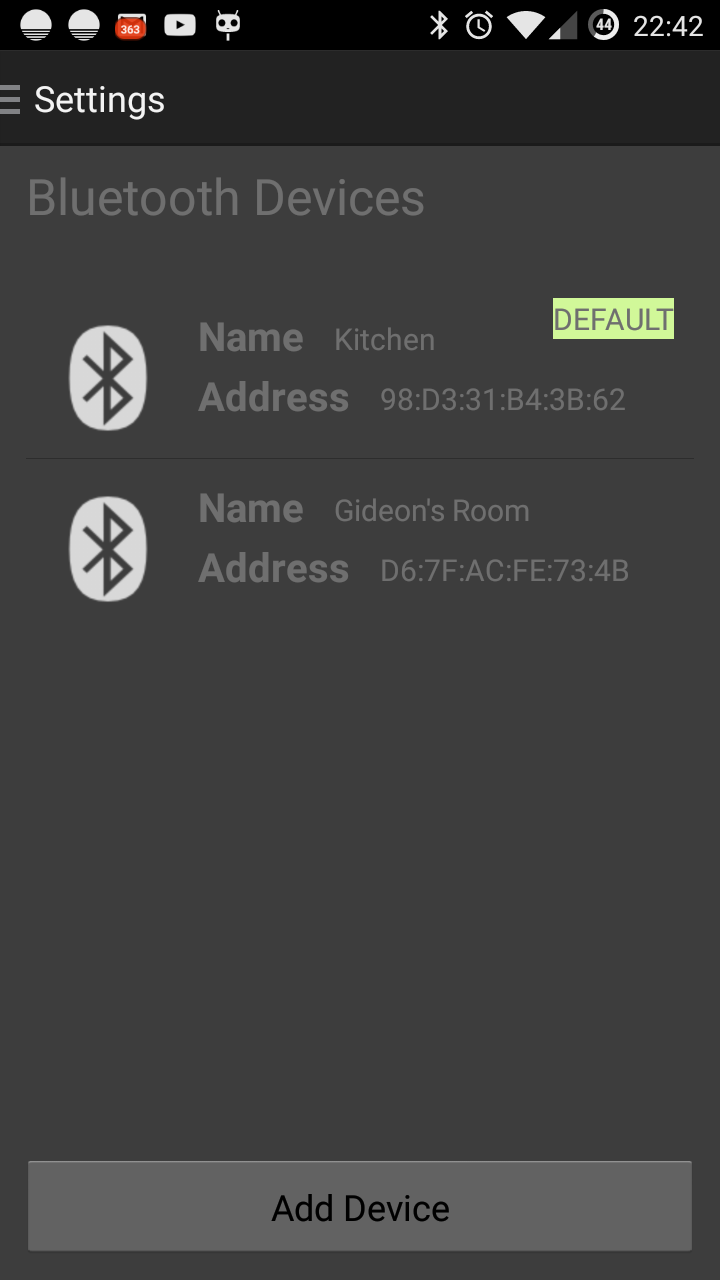 363 44 22:42
Settings
Bluetooth Devices
DEFAULT
Name Kitchen
Address 98:D3:31:B4:3B:62
Name Gideon's Room
Address D6:7F:AC:FE:73:4B
Add Device